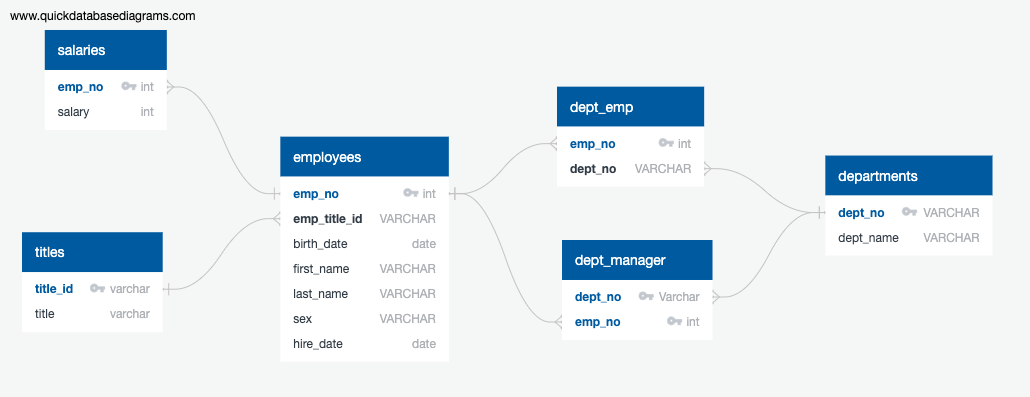 www.quickdatabasediagrams.com
salaries
emp_no int
salary int
titles
title_id varchar
title varchar
employees
emp_no int
emp_title_id VARCHAR
birth_date date
first_name VARCHAR
last_name VARCHAR
sex VARCHAR
hire_date date
dept_emp
emp_no int
dept_no VARCHAR
dept_manager
dept_no Varchar
emp_no int
departments
dept_no VARCHAR
dept_name VARCHAR